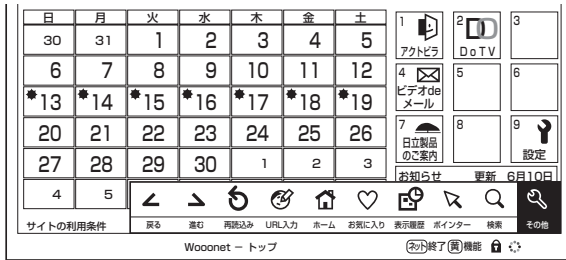 日 月 火 水 木 金 土
30 31 1 2 3 4 5
6 7 8 9 10 11 12
13 14 15 16 17 18 19
20 21 22 23 24 25 26
27 28 29 30 1 2 3
4 5
1 アクトビラ
2 DoTV
3
4 ビデオde
メール
5
6
7 日立製品
のご案内
8
9 設定
お知らせ 更新 6月10日
サイトの利用条件
戻る 進む 再読込み URL入力 ホーム お気に入り 表示履歴 ポインター 検索 その他
Wooonet − トップ
ネット終了 黄機能